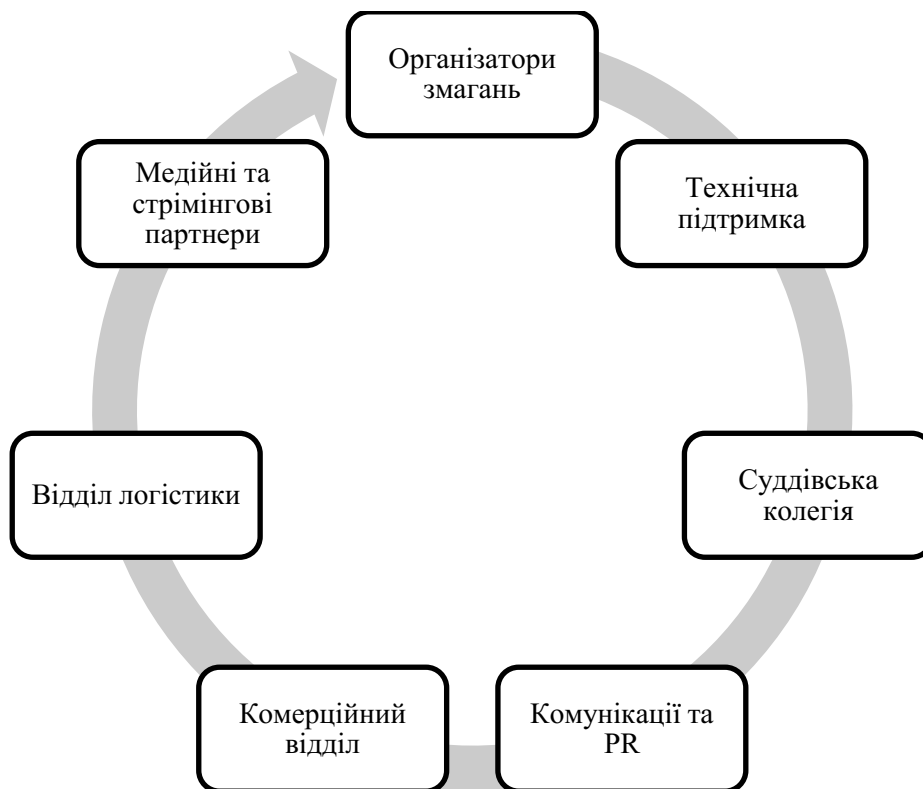 Організатори
змагань
Технічна
підтримка
Суддівська
колегія
Комунікації та
PR
Комерційний
відділ
Відділ логістики
Медійні та
стрімінгові
партнери